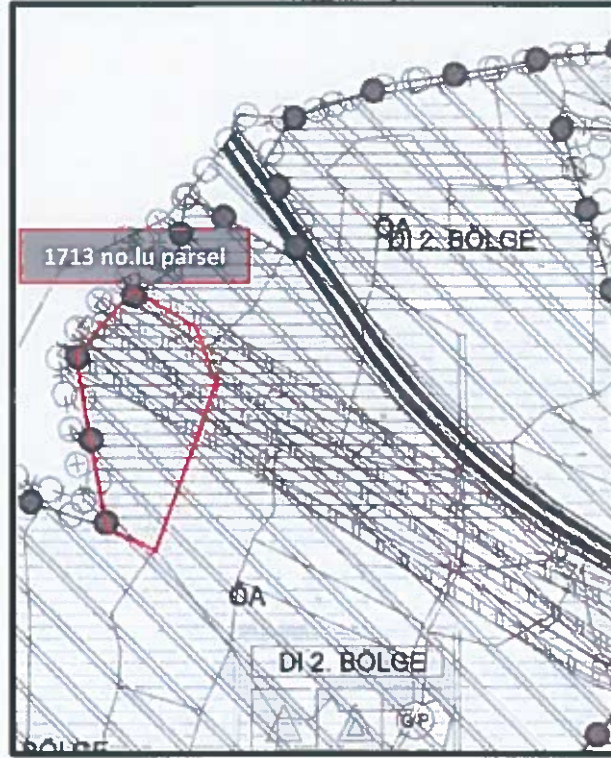 1713 no.lu parsel
ÖA
DI 2. BÖLGE
ÖA
DI 2. BÖLGE
BÖLGE